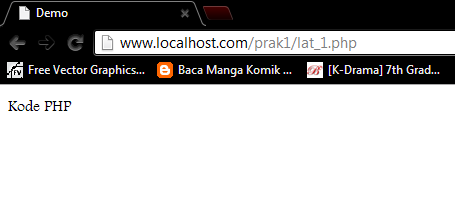 Demo
www.localhost.com/prak1/lat_1.php
Free Vector Graphics... Baca Manga Komik ... [K-Drama] 7th Grad...
Kode PHP